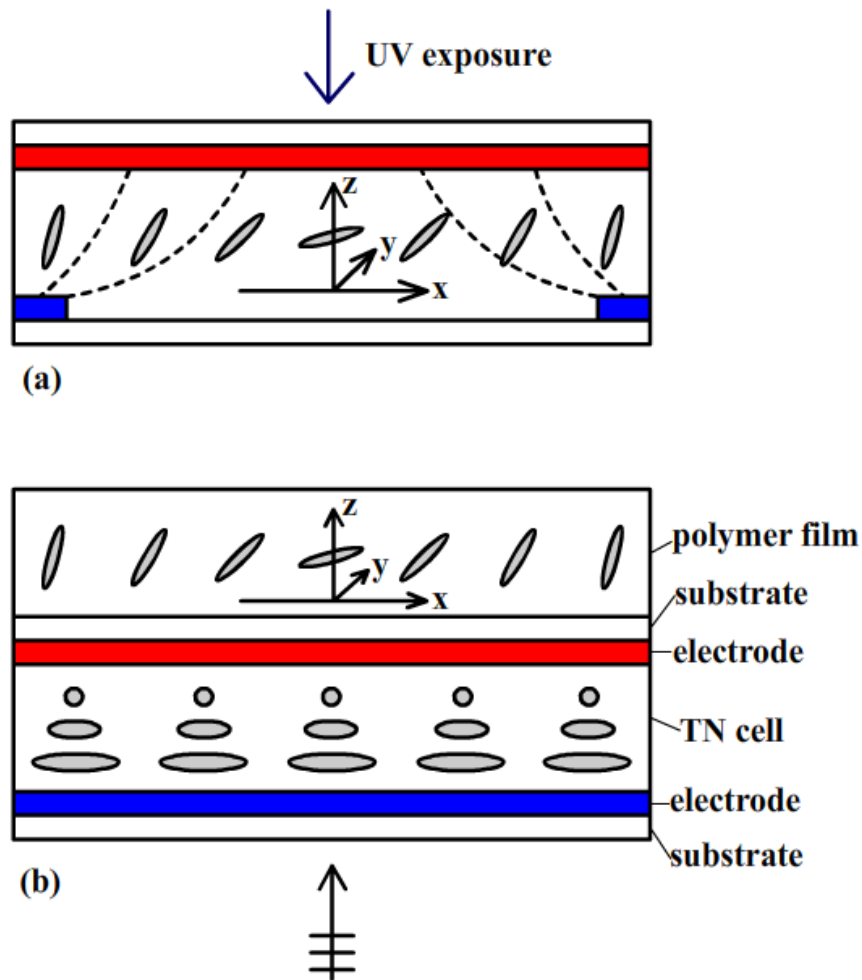 UV exposure
z
y
x
(a)
z
y
x
polymer film
substrate
electrode
TN cell
electrode
substrate
(b)